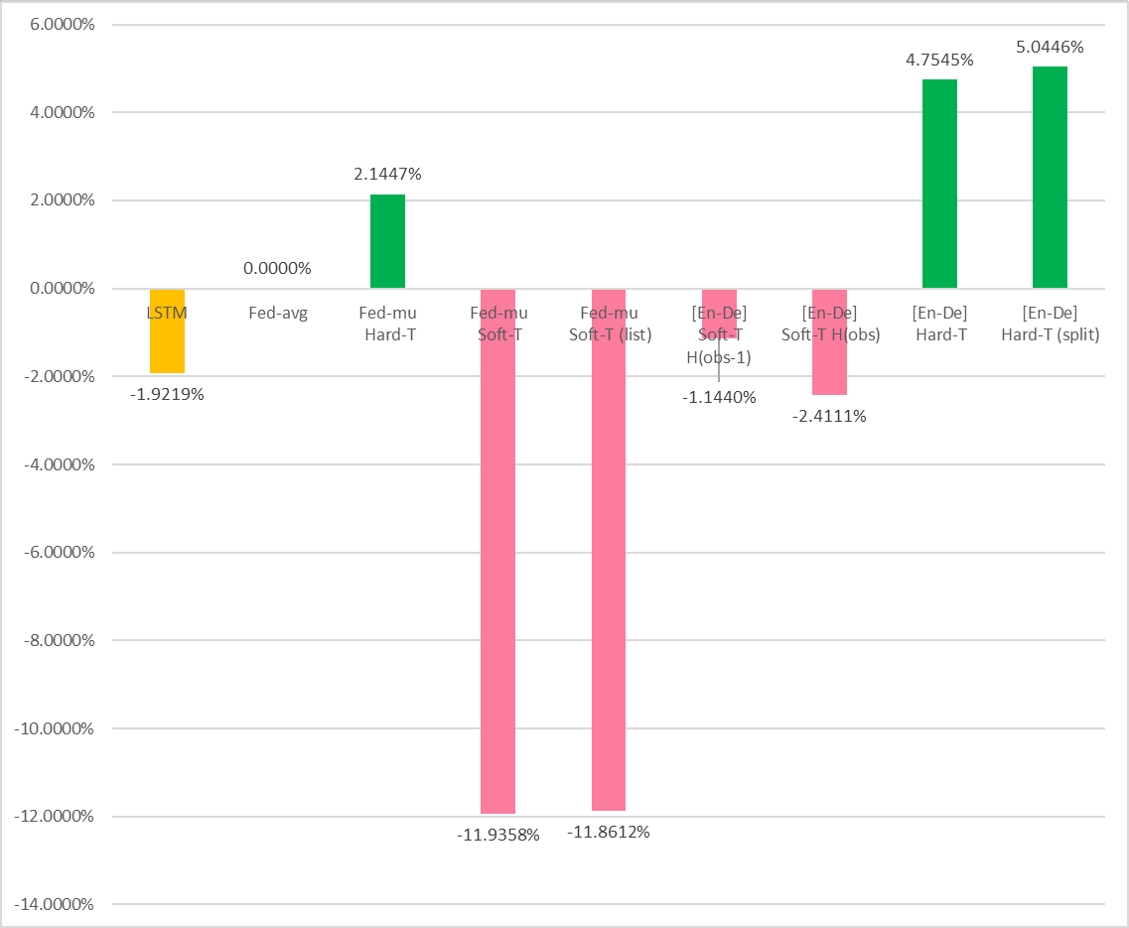 6.0000%
4.0000%
2.0000%
0.0000%
-2.0000%
-4.0000%
-6.0000%
-8.0000%
-10.0000%
-12.0000%
-14.0000%
LSTM
-1.9219%
Fed-avg
0.0000%
Fed-mu
Hard-T
2.1447%
Fed-mu
Soft-T
-11.9358%
Fed-mu
Soft-T (list)
-11.8612%
[En-De]
Soft-T
H(obs-1)
-1.1440%
[En-De]
Soft-T H(obs)
-2.4111%
[En-De]
Hard-T
4.7545%
[En-De]
Hard-T (split)
5.0446%